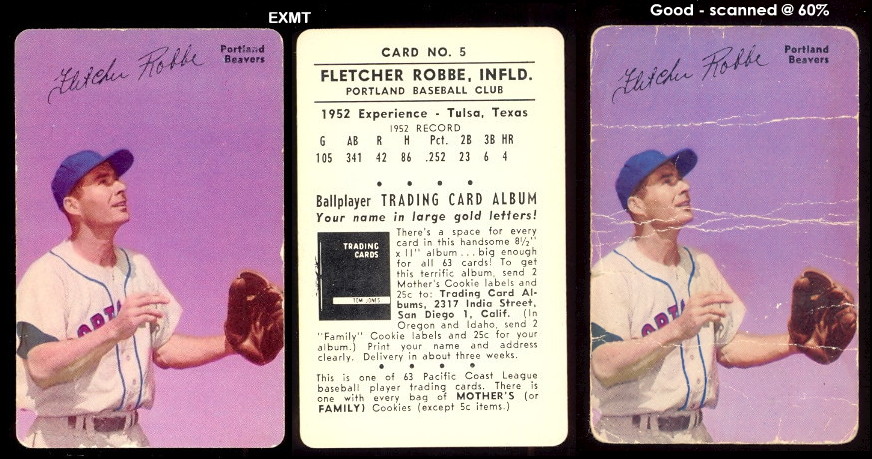 EXMT
Good - scanned @ 60%
Fletcher Robbe
Portland
Beavers
CARD NO. 5
FLETCHER ROBBE, INFLD.
PORTLAND BASEBALL CLUB
1952 Experience - Tulsa, Texas
1952 RECORD
G AB R H Pct. 2B 3B HR
105 341 42 86 .252 23 6 4
Ballplayer TRADING CARD ALBUM
Your name in large gold letters!
TRADING
CARDS
TOM JONES
There's a space for every
card in this handsome 8½"
x 11" album ... big enough
for all 63 cards! To get
this terrific album, send 2
Mother's Cookie labels and
25c to: Trading Card Al-
bums, 2317 India Street,
San Diego 1, Calif. (In
Oregon and Idaho, send 2
"Family" Cookie labels and 25c for your
album.) Print your name and address
clearly. Delivery in about three weeks.
This is one of 63 Pacific Coast League
baseball player trading cards. There is
one with every bag of MOTHER'S (or
FAMILY) Cookies (except 5c items.)
Fletcher Robbe
Portland
Beavers